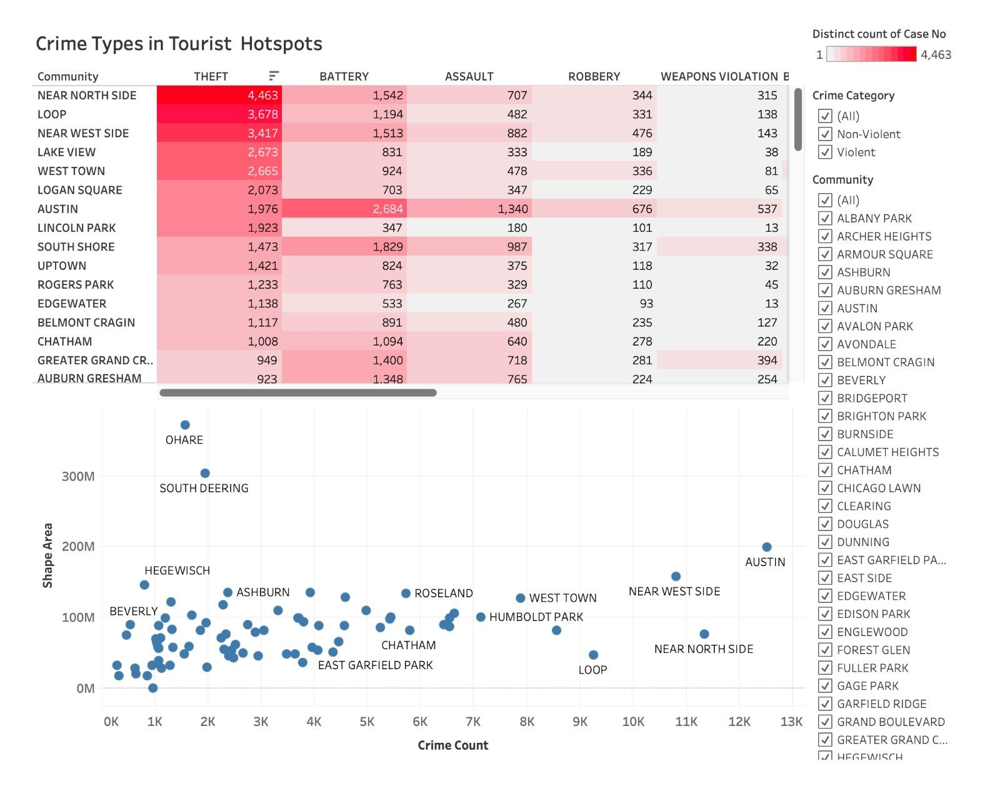 Crime Types in Tourist  Hotspots
Community THEFT BATTERY ASSAULT ROBBERY WEAPONS VIOLATION B
NEAR NORTH SIDE 4,463 1,542 707 344 315
LOOP 3,678 1,194 482 331 138
NEAR WEST SIDE 3,417 1,513 882 476 143
LAKE VIEW 2,673 831 333 189 38
WEST TOWN 2,665 924 478 336 81
LOGAN SQUARE 2,073 703 347 229 65
AUSTIN 1,976 2,684 1,340 676 537
LINCOLN PARK 1,923 347 180 101 13
SOUTH SHORE 1,473 1,829 987 317 338
UPTOWN 1,421 824 375 118 32
ROGERS PARK 1,233 763 329 110 45
EDGEWATER 1,138 533 267 93 13
BELMONT CRAGIN 1,117 891 480 235 127
CHATHAM 1,008 1,094 640 278 220
GREATER GRAND CR.. 949 1,400 718 281 394
AUBURN GRESHAM 923 1,348 765 224 254
OHARE
300M
SOUTH DEERING
200M
AUSTIN
HEGEWISCH
ASHBURN
ROSELAND
NEAR WEST SIDE
WEST TOWN
BEVERLY
100M
HUMBOLDT PARK
CHATHAM
NEAR NORTH SIDE
EAST GARFIELD PARK
LOOP
0M
Shape Area
0K 1K 2K 3K 4K 5K 6K 7K 8K 9K 10K 11K 12K 13K
Crime Count
Distinct count of Case No
1 4,463
Crime Category
(All)
Non-Violent
Violent
Community
(All)
ALBANY PARK
ARCHER HEIGHTS
ARMOUR SQUARE
ASHBURN
AUBURN GRESHAM
AUSTIN
AVALON PARK
AVONDALE
BELMONT CRAGIN
BEVERLY
BRIDGEPORT
BRIGHTON PARK
BURNSIDE
CALUMET HEIGHTS
CHATHAM
CHICAGO LAWN
CLEARING
DOUGLAS
DUNNING
EAST GARFIELD PA...
EAST SIDE
EDGEWATER
EDISON PARK
ENGLEWOOD
FOREST GLEN
FULLER PARK
GAGE PARK
GARFIELD RIDGE
GRAND BOULEVARD
GREATER GRAND C...
HEGEWISCH